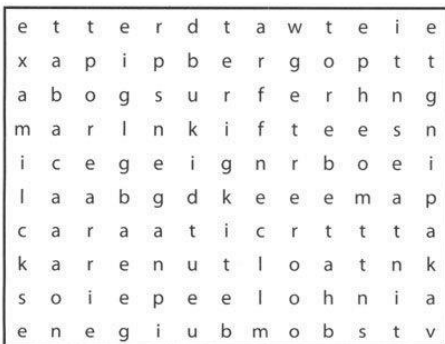 e t t e r d t a w t e i e
x a p i p b e r g o p t t
a b o g s u r f e r h n g
m a r l n k i f t e e s n
i c e g e i g n r b o e i
l a a b g d k e e e m a p
c a r a a t i c r t t t a
k a r e n u t l o a t n k
s o i e p e e l o h n i a
e n e g i u b m o b s t v